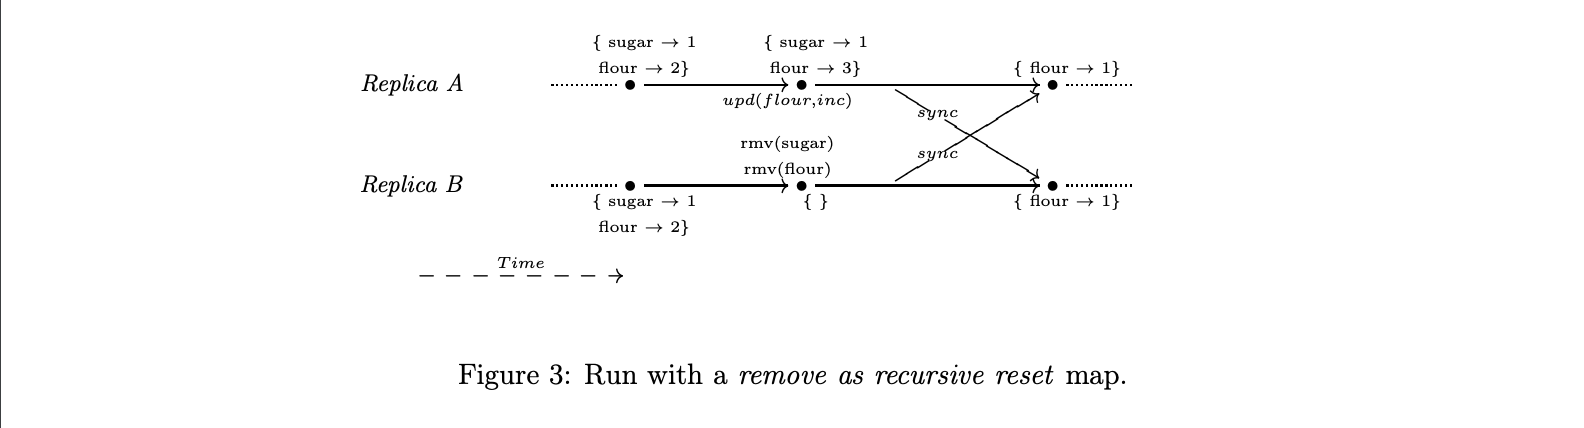 { sugar → 1
flour → 2}
{ sugar → 1
flour → 3}
{ flour → 1}
Replica A
upd(flour,inc)
sync
rmv(sugar)
rmv(flour)
sync
Replica B
{ sugar → 1
flour → 2}
{ }
{ flour → 1}
Time
Figure 3: Run with a remove as recursive reset map.